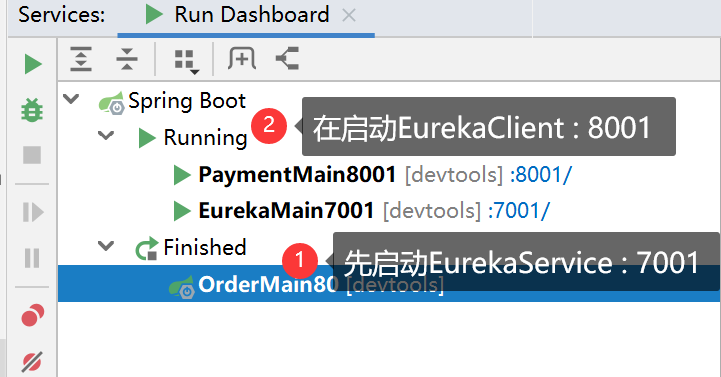 Services: Run Dashboard
Spring Boot
2 在启动EurekaClient : 8001
Running
PaymentMain8001 [devtools] :8001/
EurekaMain7001 [devtools] :7001/
Finished
1 先启动EurekaService : 7001
OrderMain80 [devtools]